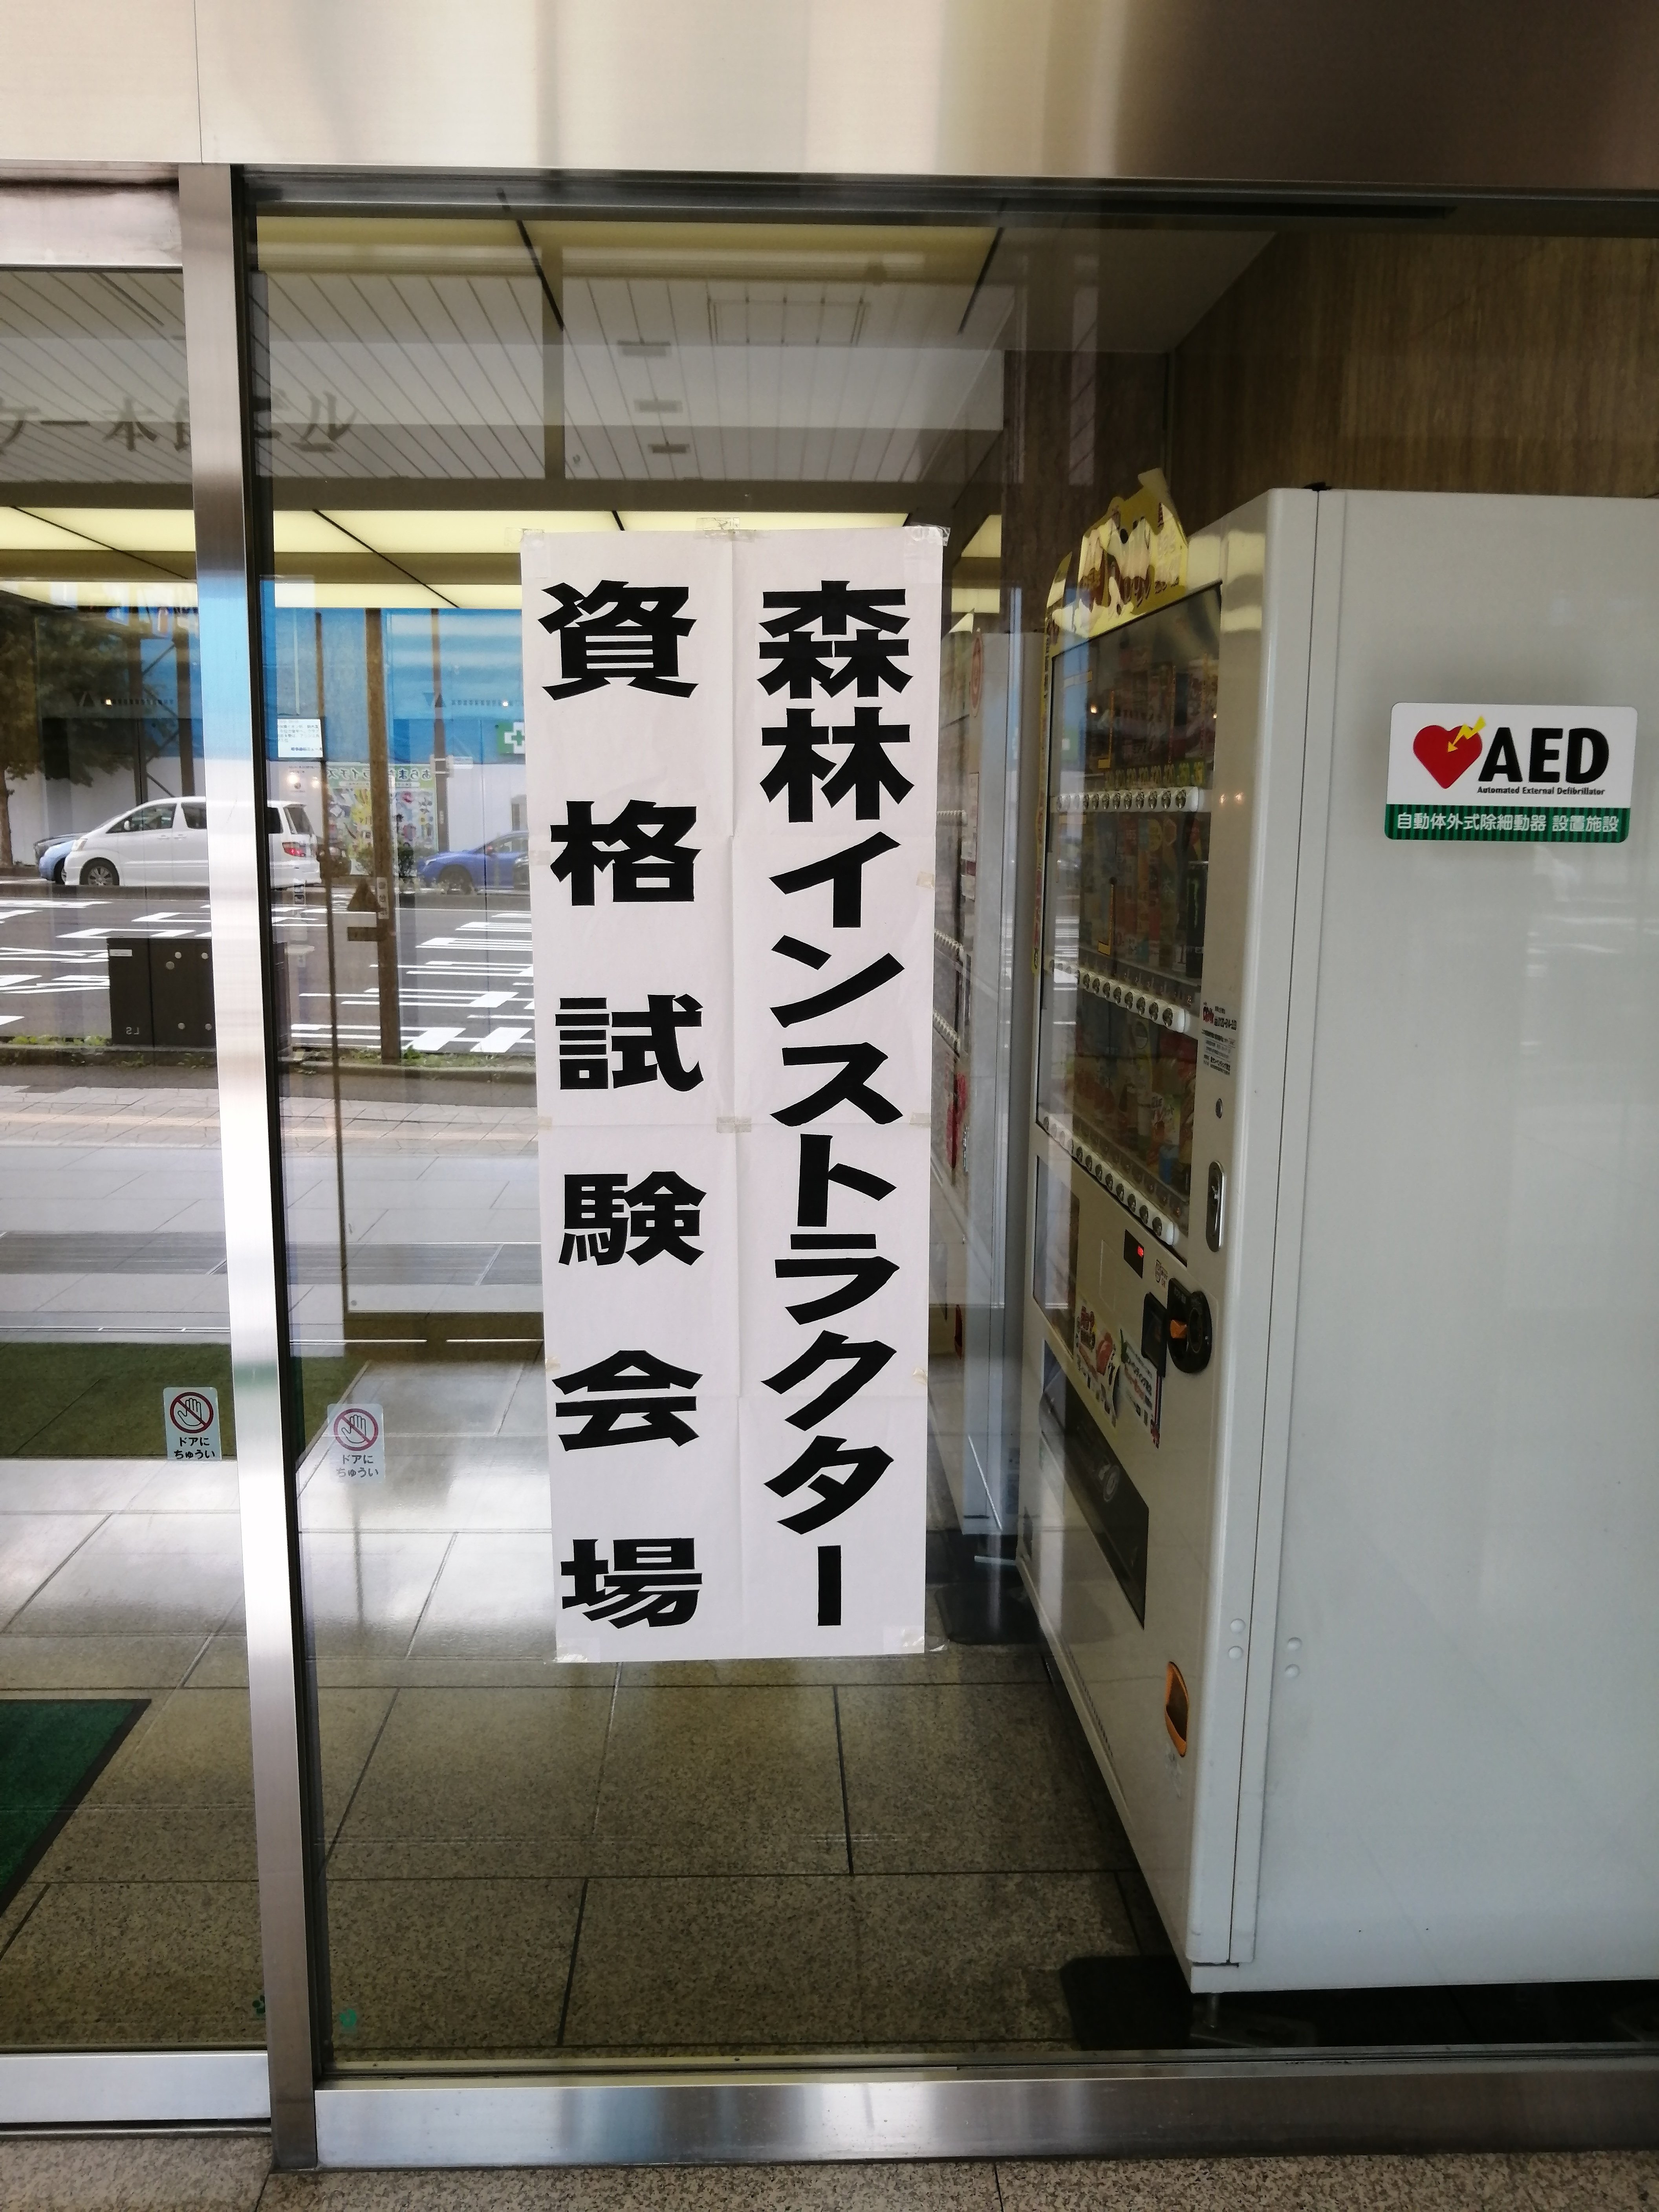 森林インストラクター
資格試験会場
AED
Automated External Defibrillator
自動体外式除細動器 設置施設
ドアに
ちゅうい
ドアに
ちゅうい